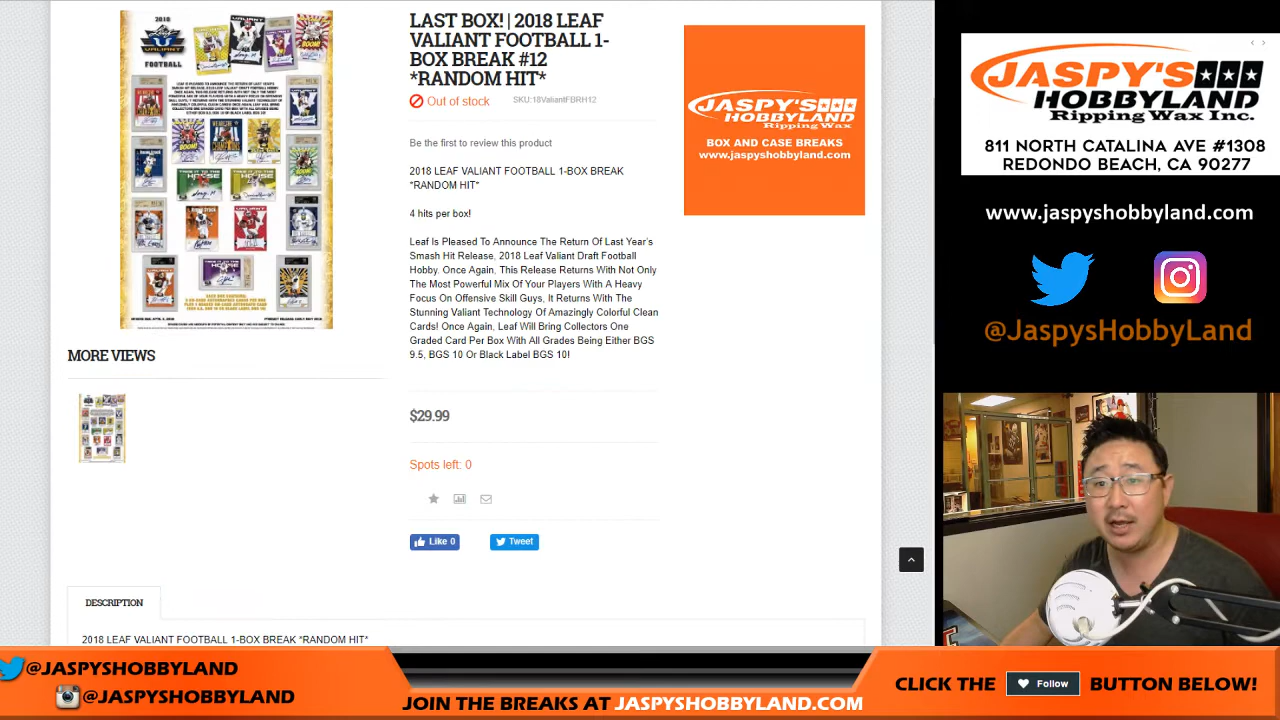 2018
LEAF
VALIANT
FOOTBALL
BOOM!
LAST BOX! | 2018 LEAF
VALIANT FOOTBALL 1-
BOX BREAK #12
*RANDOM HIT*
Out of stock
SKU:18ValiantFBRH12
Be the first to review this product
2018 LEAF VALIANT FOOTBALL 1-BOX BREAK
*RANDOM HIT*
4 hits per box!
Leaf Is Pleased To Announce The Return Of Last Year's
Smash Hit Release, 2018 Leaf Valiant Draft Football
Hobby. Once Again, This Release Returns With Not Only
The Most Powerful Mix Of Your Players With A Heavy
Focus On Offensive Skill Guys, It Returns With The
Stunning Valiant Technology Of Amazingly Colorful Clean
Cards! Once Again, Leaf Will Bring Collectors One
Graded Card Per Box With All Grades Being Either BGS
9.5, BGS 10 Or Black Label BGS 10!
$29.99
Spots left: 0
Like 0
Tweet
MORE VIEWS
DESCRIPTION
2018 LEAF VALIANT FOOTBALL 1-BOX BREAK *RANDOM HIT*
JASPY'S
HOBBYLAND
Ripping Wax
BOX AND CASE BREAKS
www.jaspyshobbyland.com
JASPY'S
HOBBYLAND
Ripping Wax Inc.
811 NORTH CATALINA AVE #1308
REDONDO BEACH, CA 90277
www.jaspyshobbyland.com
@JaspysHobbyLand
@JASPYSHOBBYLAND
@JASPYSHOBBYLAND
JOIN THE BREAKS AT JASPYSHOBBYLAND.COM
CLICK THE Follow BUTTON BELOW!